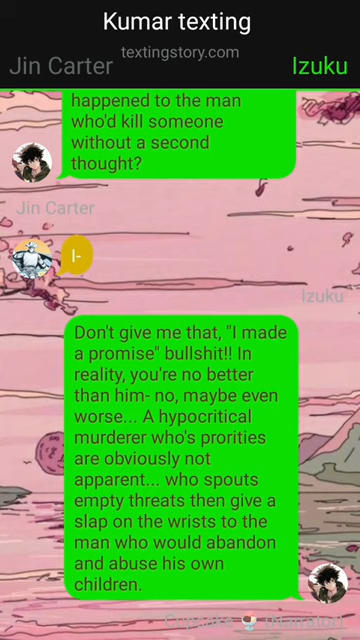 Kumar texting
textingstory.com
Jin Carter
Izuku
happened to the man
who'd kill someone
without a second
thought?
Jin Carter
I-
Izuku
Don't give me that, "I made
a promise" bullshit!! In
reality, you're no better
than him- no, maybe even
worse... A hypocritical
murderer who's prorities
are obviously not
apparent... who spouts
empty threats then give a
slap on the wrists to the
man who would abandon
and abuse his own
children.